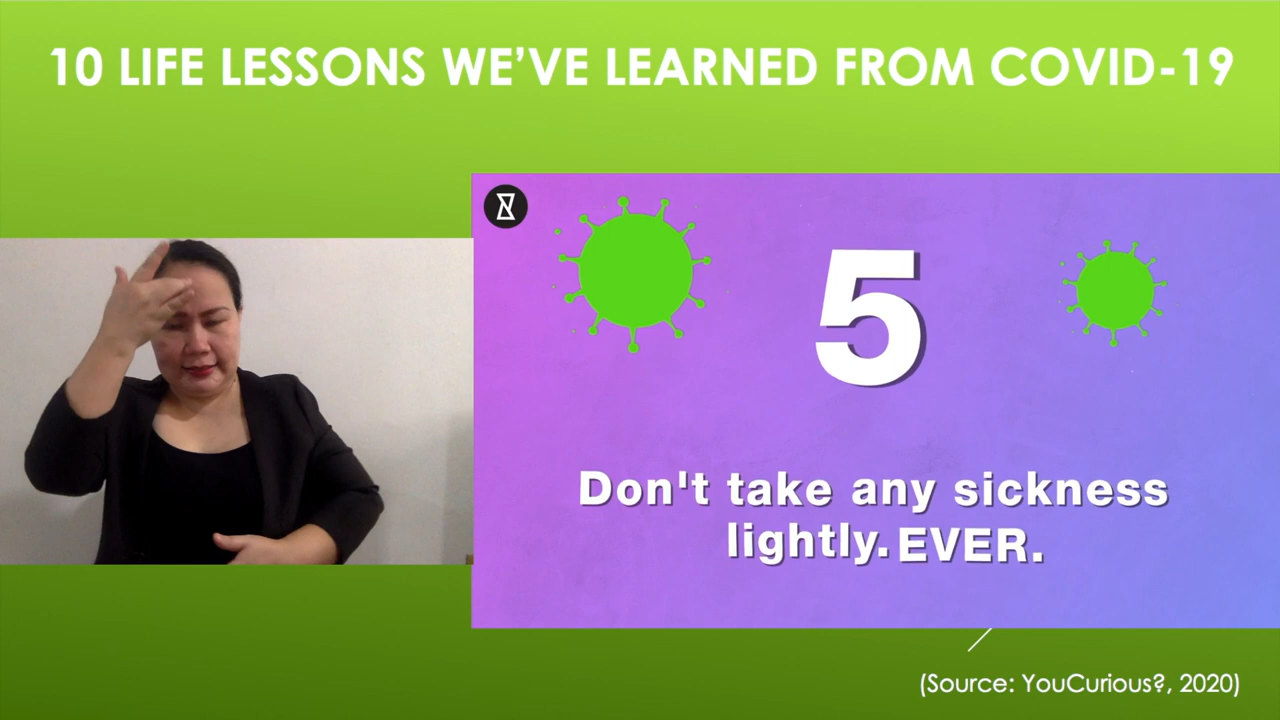 10 LIFE LESSONS WE'VE LEARNED FROM COVID-19
5
Don't take any sickness
lightly. EVER.
(Source: YouCurious?, 2020)